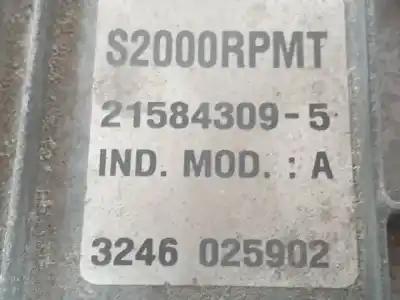 S2000RPMT
21584309-5
IND. MOD. : A
3246 025902